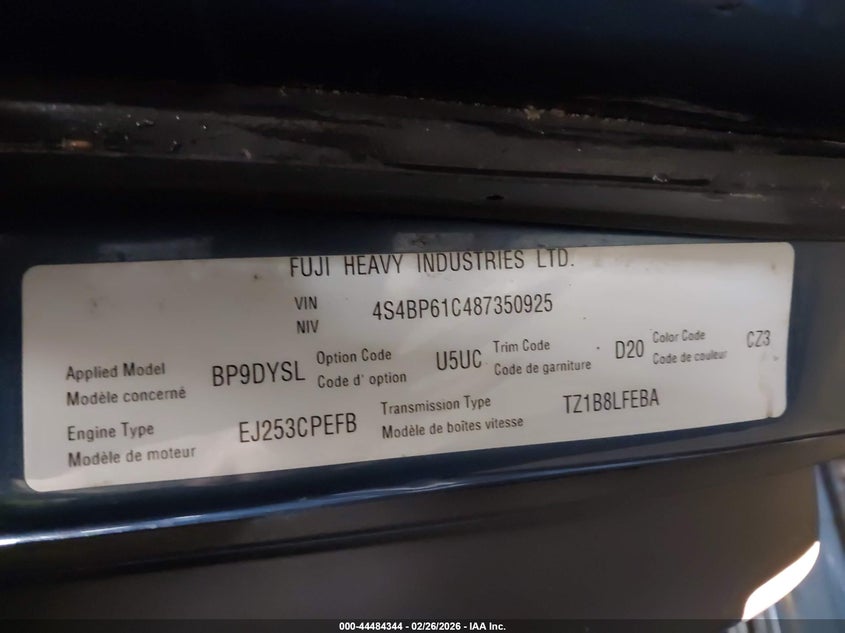 FUJI HEAVY INDUSTRIES LTD.
VIN
NIV
4S4BP61C487350925
Applied Model
Modèle concerné
BP9DYSL
Option Code
Code d' option
U5UC
Trim Code
Code de garniture
D20
Color Code
Code de couleur
CZ3
Engine Type
Modèle de moteur
EJ253CPEFB
Transmission Type
Modèle de boîtes vitesse
TZ1B8LFEBA
000-44484344 - 02/26/2026 - IAA Inc.